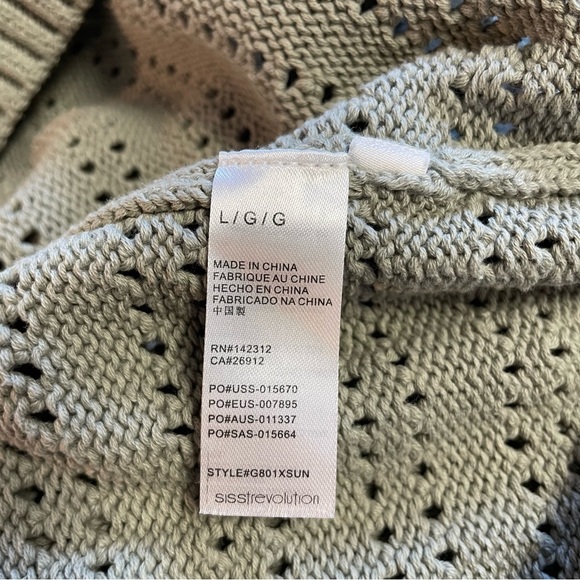 L/G/G
MADE IN CHINA
FABRIQUE AU CHINE
HECHO EN CHINA
FABRICADO NA CHINA
中国製
RN#142312
CA#26912
PO#USS-015670
PO#EUS-007895
PO#AUS-011337
PO#SAS-015664
STYLE#G801XSUN
sisstrevolution